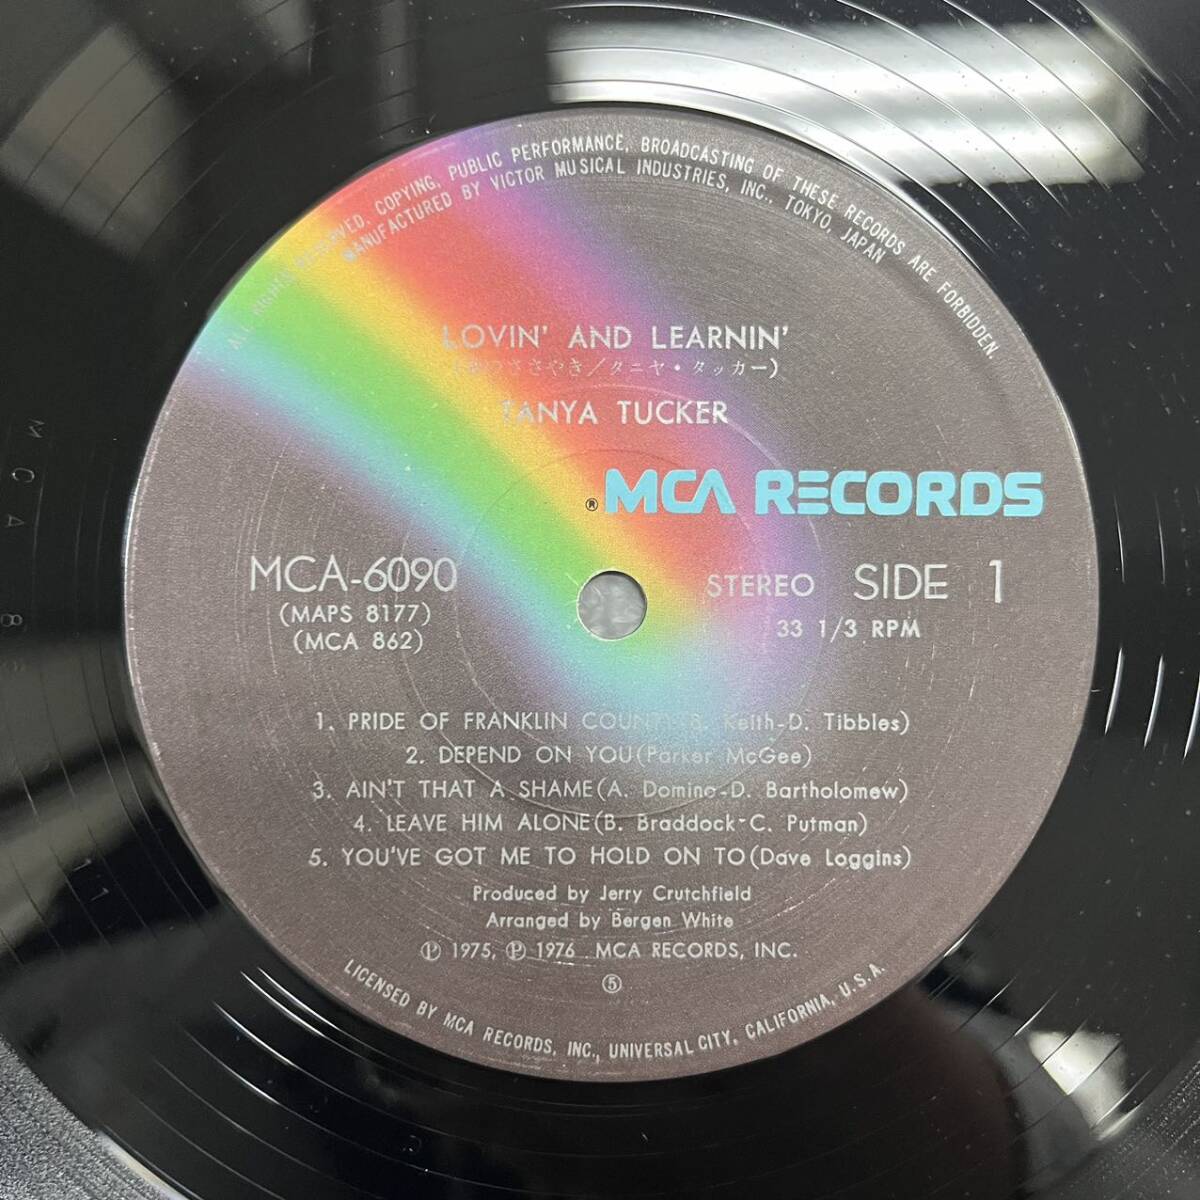 ALL RIGHTS RESERVED. COPYING, PUBLIC PERFORMANCE, BROADCASTING OF THESE RECORDS ARE FORBIDDEN.
MANUFACTURED BY VICTOR MUSICAL INDUSTRIES, INC., TOKYO, JAPAN
LOVIN' AND LEARNIN'
つささやき/タニヤ・タッカー)
TANYA TUCKER
® MCA RECORDS
MCA-6090
(MAPS 8177)
(MCA 862)
STEREO SIDE 1
33 1/3 RPM
1. PRIDE OF FRANKLIN COUNTY (B. Keith-D. Tibbles)
2. DEPEND ON YOU (Parker McGee)
3. AIN'T THAT A SHAME (A. Domino-D. Bartholomew)
4. LEAVE HIM ALONE (B. Braddock-C. Putman)
5. YOU'VE GOT ME TO HOLD ON TO (Dave Loggins)
Produced by Jerry Crutchfield
Arranged by Bergen White
Ⓟ 1975, Ⓟ 1976 MCA RECORDS, INC.
⑤
LICENSED BY MCA RECORDS, INC., UNIVERSAL CITY, CALIFORNIA, U.S.A.